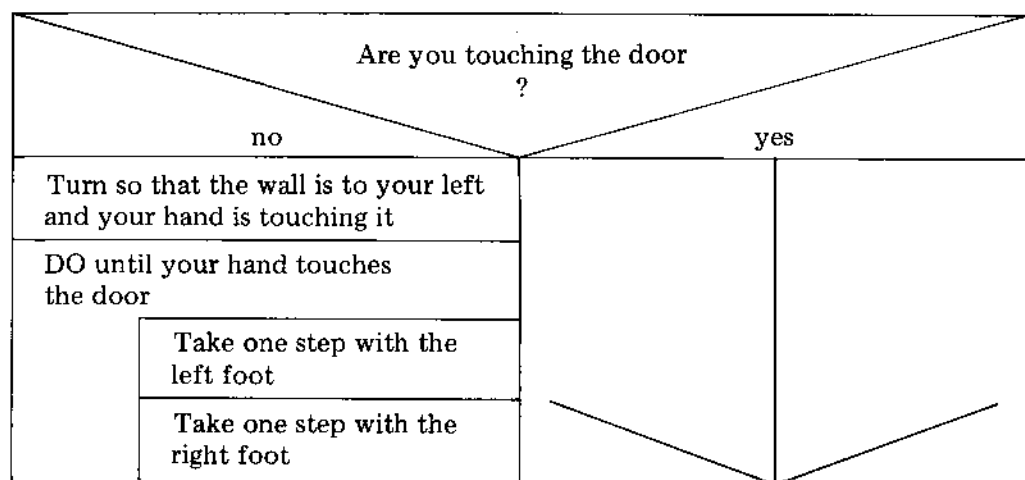 Are you touching the door
?
no
yes
Turn so that the wall is to your left
and your hand is touching it
DO until your hand touches
the door
Take one step with the
left foot
Take one step with the
right foot